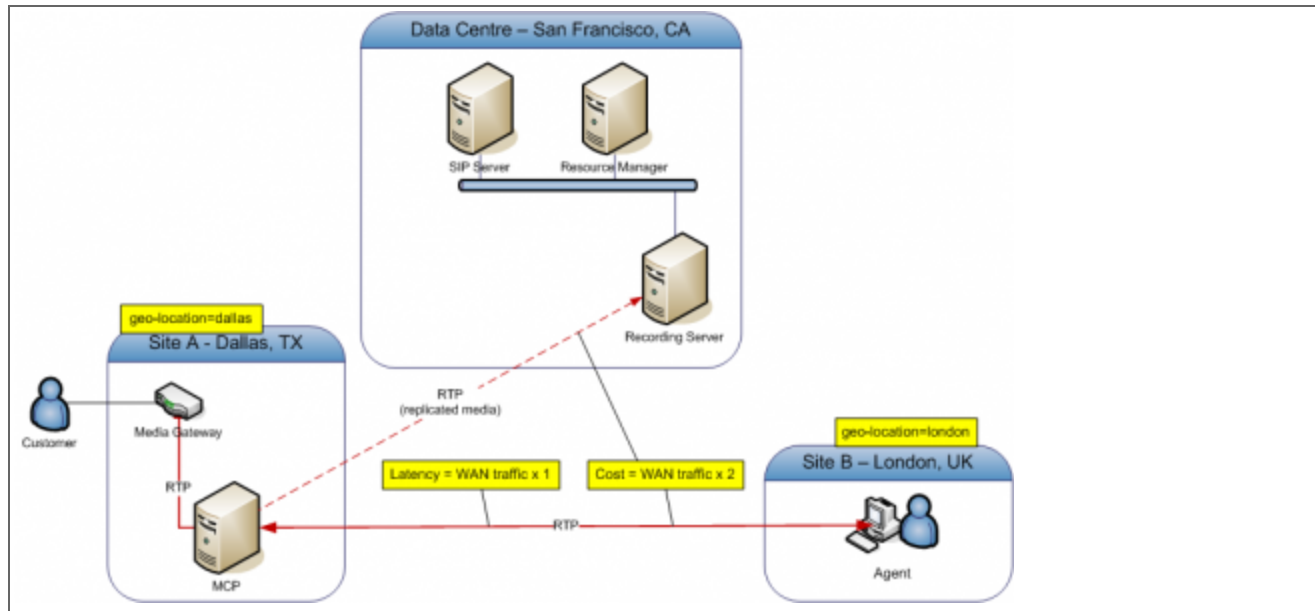 Data Centre – San Francisco, CA
SIP Server
Resource Manager
Recording Server
geo-location=dallas
Site A - Dallas, TX
RTP
(replicated media)
Customer
Media Gateway
geo-location=london
Site B – London, UK
Latency = WAN traffic x 1
Cost = WAN traffic x 2
RTP
RTP
Agent
MCP